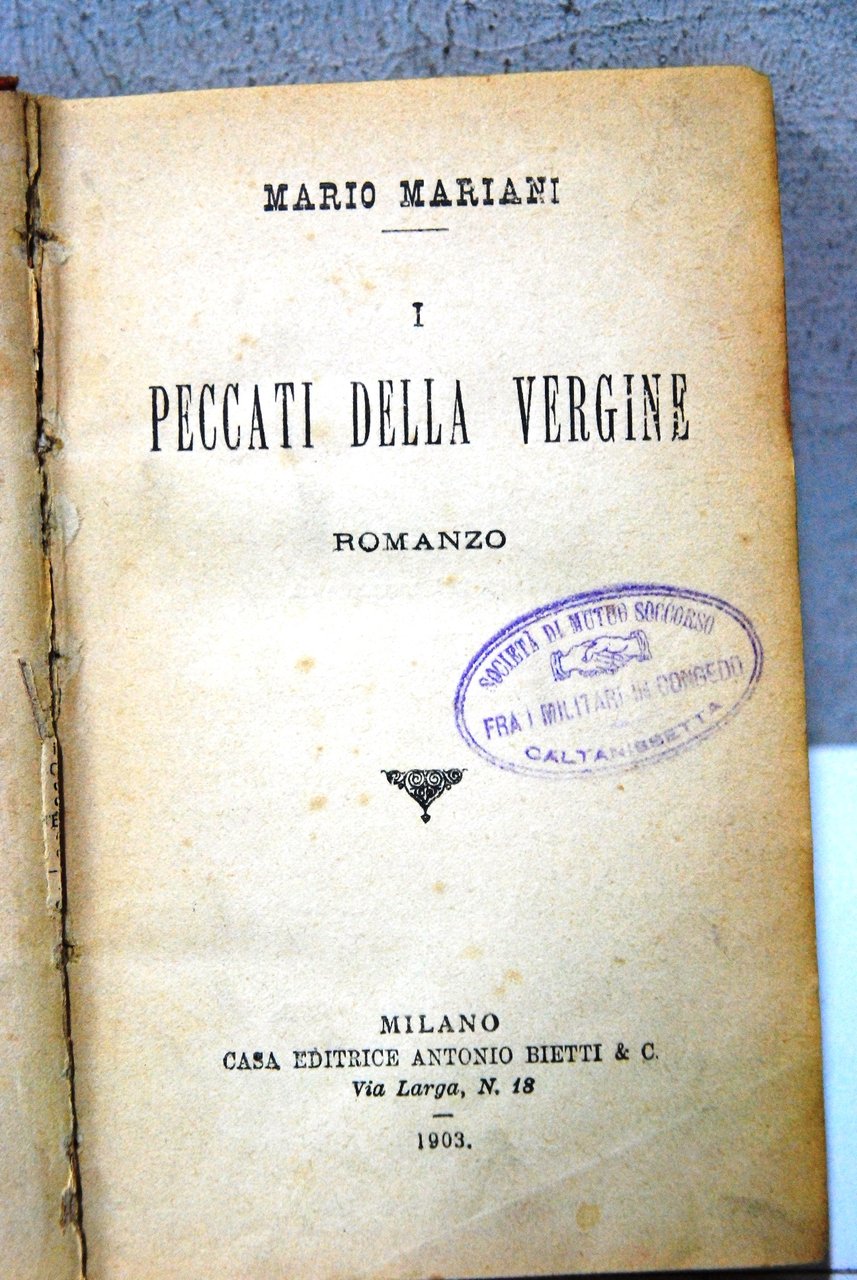 MARIO MARIANI
I
PECCATI DELLA VERGINE
ROMANZO
SOCIETÀ DI MUTUO SOCCORSO
FRA I MILITARI IN CONGEDO
CALTANISSETTA
MILANO
CASA EDITRICE ANTONIO BIETTI & C.
Via Larga, N. 18
1903.